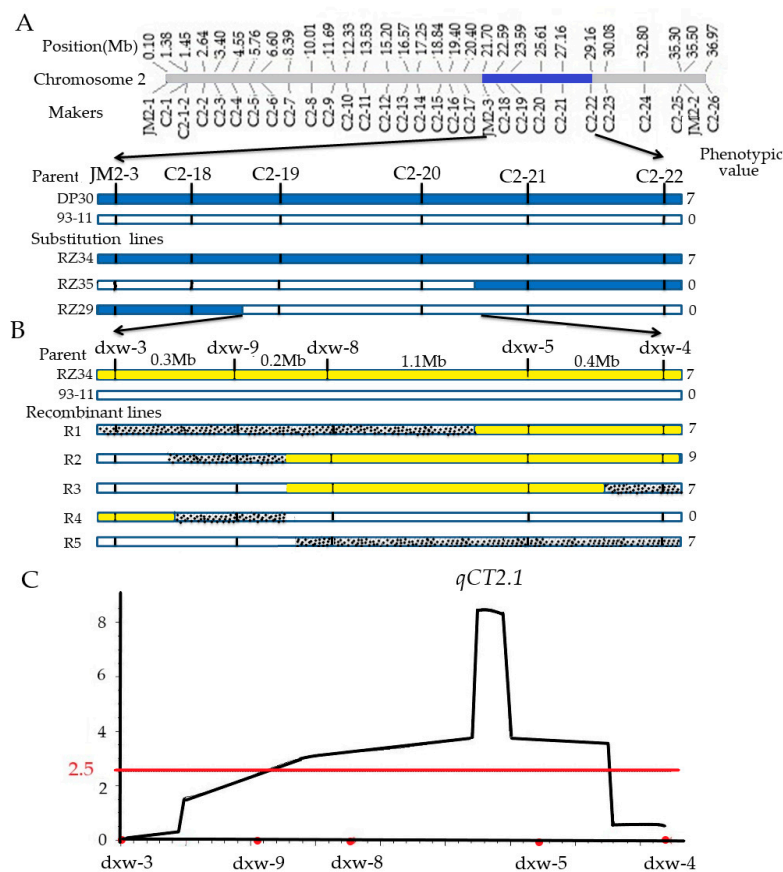 A
Position(Mb) 0.10 1.38 1.45 2.64 3.40 4.55 5.76 6.60 8.39 10.01 11.69 12.33 13.53 15.20 16.57 17.25 18.84 19.40 20.40 21.70 22.59 23.59 25.61 27.16 29.16 30.08 32.80 35.30 35.50 36.97
Chromosome 2
Makers JM2-1 C2-1 C2-1-2 C2-2 C2-3 C2-4 C2-5 C2-6 C2-7 C2-8 C2-9 C2-10 C2-11 C2-12 C2-13 C2-14 C2-15 C2-16 C2-17 JM2-3 C2-18 C2-19 C2-20 C2-21 C2-22 C2-23 C2-24 C2-25 JM2-2 C2-26
Phenotypic
value
Parent JM2-3 C2-18 C2-19 C2-20 C2-21 C2-22
DP30 7
93-11 0
Substitution lines
RZ34 7
RZ35 0
RZ29 0
B
Parent dxw-3 dxw-9 dxw-8 dxw-5 dxw-4
0.3Mb 0.2Mb 1.1Mb 0.4Mb
RZ34 7
93-11 0
Recombinant lines
R1 7
R2 9
R3 7
R4 0
R5 7
C
qCT2.1
8
6
4
2.5
2
0
dxw-3 dxw-9 dxw-8 dxw-5 dxw-4